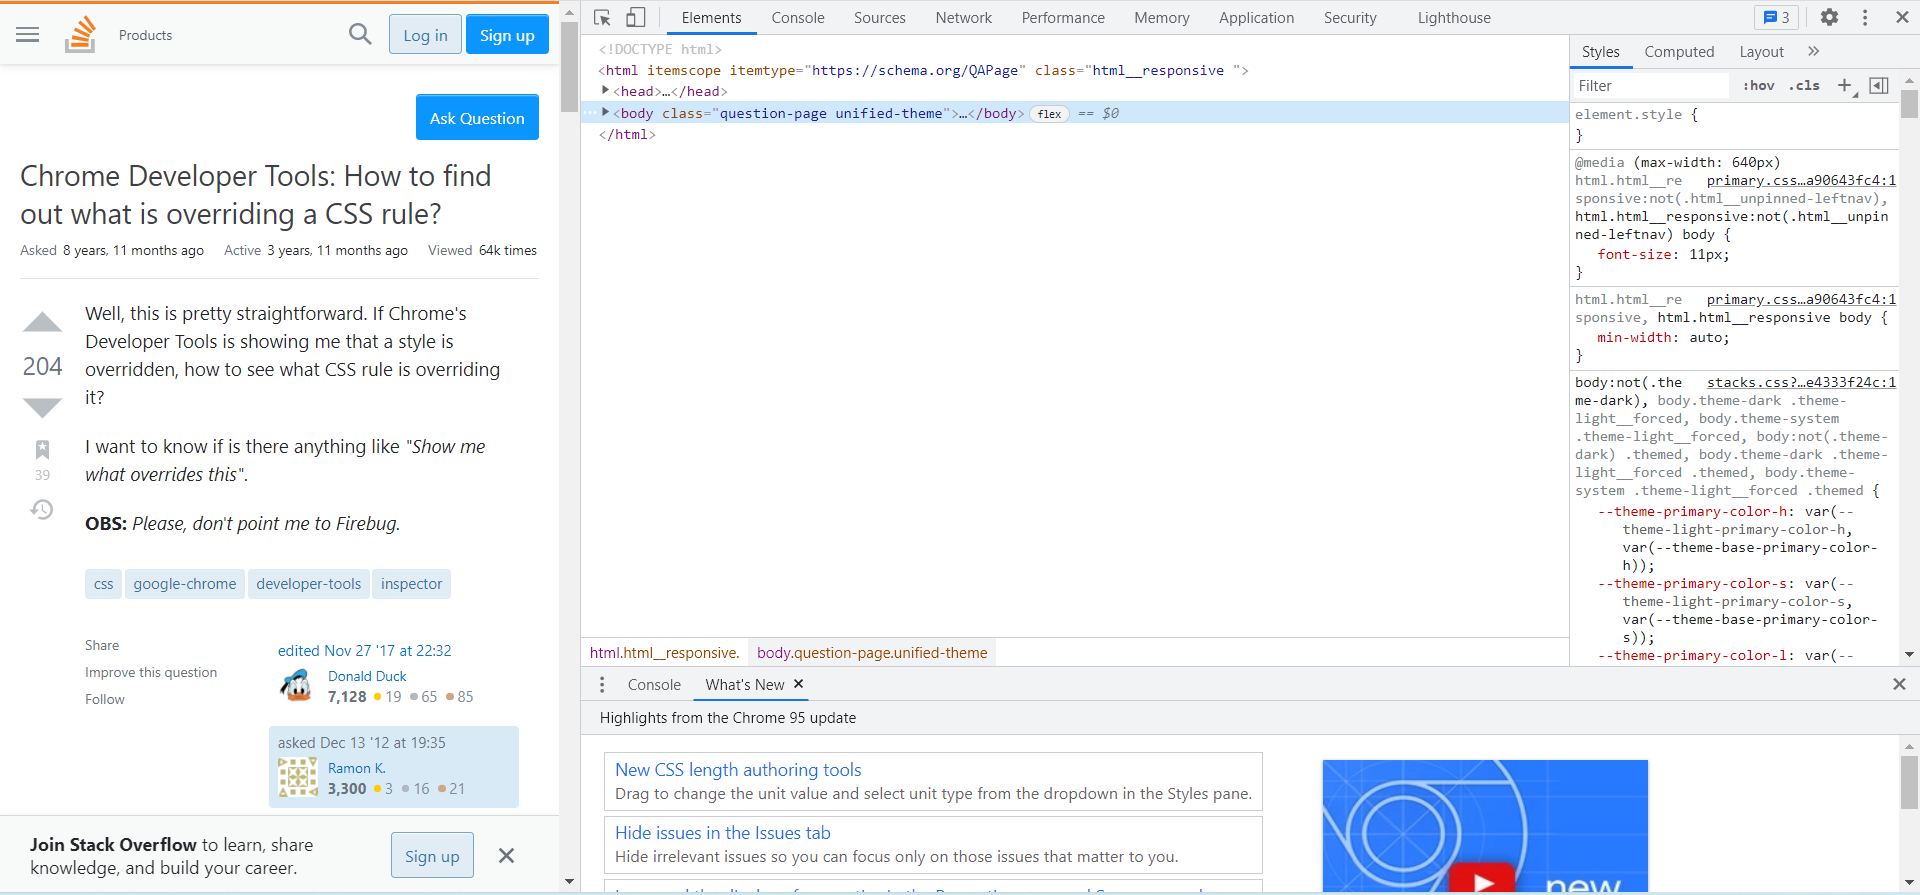 Products
Log in
Sign up
Ask Question
Chrome Developer Tools: How to find
out what is overriding a CSS rule?
Asked 8 years, 11 months ago Active 3 years, 11 months ago Viewed 64k times
204
39
Well, this is pretty straightforward. If Chrome's
Developer Tools is showing me that a style is
overridden, how to see what CSS rule is overriding
it?
I want to know if is there anything like "Show me
what overrides this".
OBS: Please, don't point me to Firebug.
css google-chrome developer-tools inspector
Share
Improve this question
Follow
edited Nov 27 '17 at 22:32
Donald Duck
7,128 19 65 85
asked Dec 13 '12 at 19:35
Ramon K.
3,300 3 16 21
Join Stack Overflow to learn, share
knowledge, and build your career.
Sign up
Elements Console Sources Network Performance Memory Application Security Lighthouse 3
<!DOCTYPE html>
<html itemscope itemtype="https://schema.org/QAPage" class="html__responsive ">
<head>…</head>
<body class="question-page unified-theme">…</body> flex == $0
</html>
html.html__responsive. body.question-page.unified-theme
Styles Computed Layout
Filter :hov .cls
element.style {
}
@media (max-width: 640px)
html.html__re primary.css…a90643fc4:1
sponsive:not(.html__unpinned-leftnav),
html.html__responsive:not(.html__unpin
ned-leftnav) body {
font-size: 11px;
}
html.html__re primary.css…a90643fc4:1
sponsive, html.html__responsive body {
min-width: auto;
}
body:not(.the stacks.css?…e4333f24c:1
me-dark), body.theme-dark .theme-
light__forced, body.theme-system
.theme-light__forced, body:not(.theme-
dark) .themed, body.theme-dark .theme-
light__forced .themed, body.theme-
system .theme-light__forced .themed {
--theme-primary-color-h: var(--
theme-light-primary-color-h,
var(--theme-base-primary-color-
h));
--theme-primary-color-s: var(--
theme-light-primary-color-s,
var(--theme-base-primary-color-
s));
--theme-primary-color-l: var(--
Console What's New
Highlights from the Chrome 95 update
New CSS length authoring tools
Drag to change the unit value and select unit type from the dropdown in the Styles pane.
Hide issues in the Issues tab
Hide irrelevant issues so you can focus only on those issues that matter to you.
new